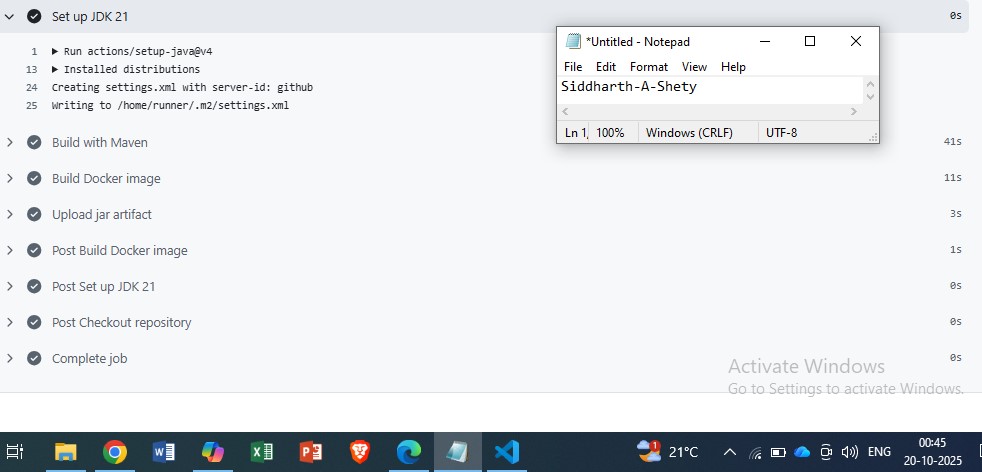 Set up JDK 21 0s
1 Run actions/setup-java@v4
13 Installed distributions
24 Creating settings.xml with server-id: github
25 Writing to /home/runner/.m2/settings.xml
*Untitled - Notepad
File Edit Format View Help
Siddharth-A-Shety
Ln 1, 100% Windows (CRLF) UTF-8
Build with Maven 41s
Build Docker image 11s
Upload jar artifact 3s
Post Build Docker image 1s
Post Set up JDK 21 0s
Post Checkout repository 0s
Complete job 0s
Activate Windows
Go to Settings to activate Windows.
1 21°C ENG 00:45
20-10-2025